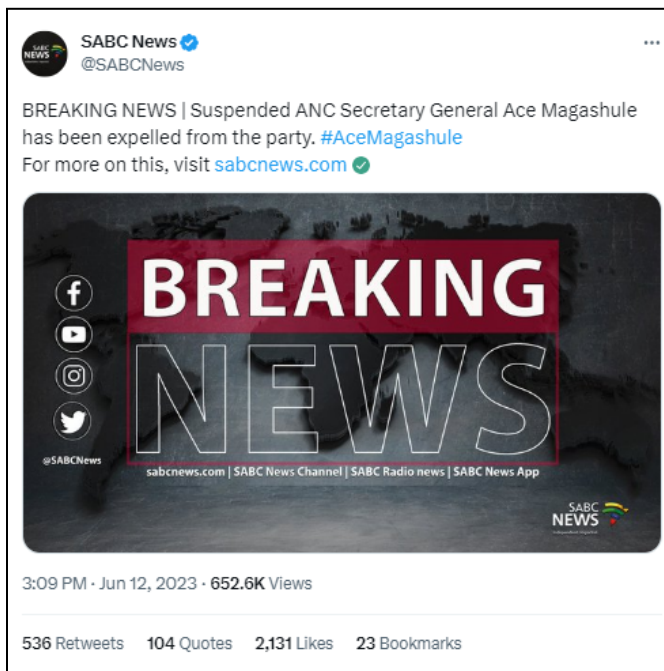 SABC News
@SABCNews
BREAKING NEWS | Suspended ANC Secretary General Ace Magashule
has been expelled from the party. #AceMagashule
For more on this, visit sabcnews.com
BREAKING
NEWS
@SABCNews
sabcnews.com | SABC News Channel | SABC Radio news | SABC News App
SABC
NEWS
3:09 PM · Jun 12, 2023 · 652.6K Views
536 Retweets 104 Quotes 2,131 Likes 23 Bookmarks